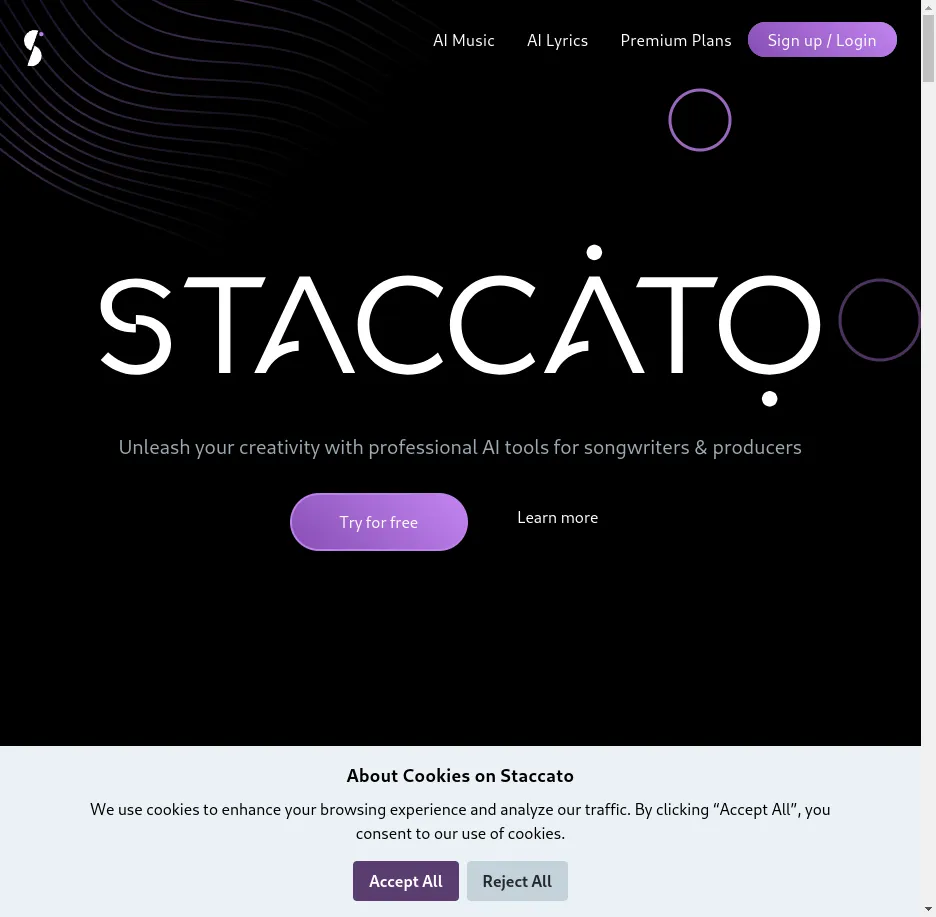 AI Music
AI Lyrics
Premium Plans
Sign up / Login
STACCATO
Unleash your creativity with professional AI tools for songwriters & producers
Try for free
Learn more
About Cookies on Staccato
We use cookies to enhance your browsing experience and analyze our traffic. By clicking “Accept All”, you
consent to our use of cookies.
Accept All
Reject All